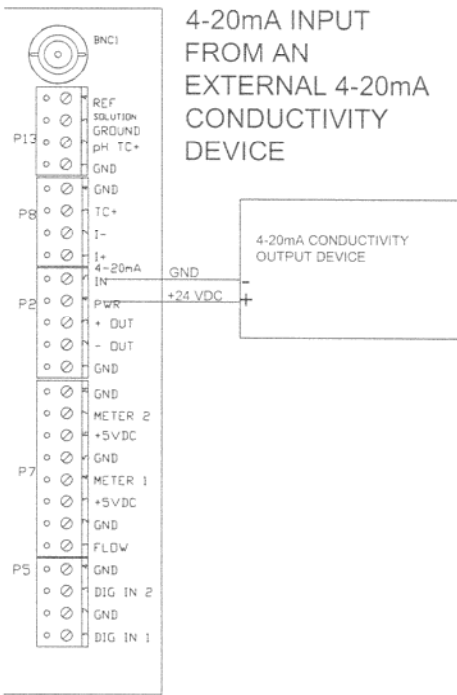 4-20mA INPUT
FROM AN
EXTERNAL 4-20mA
CONDUCTIVITY
DEVICE
BNC1
P13
REF
SOLUTION
GROUND
pH TC+
GND
P8
GND
TC+
I-
I+
P2
4-20mA
IN
PWR
+ OUT
- OUT
GND
P7
GND
METER 2
+5VDC
GND
METER 1
+5VDC
GND
FLOW
P5
GND
DIG IN 2
GND
DIG IN 1
GND
+24 VDC
4-20mA CONDUCTIVITY
OUTPUT DEVICE
-
+